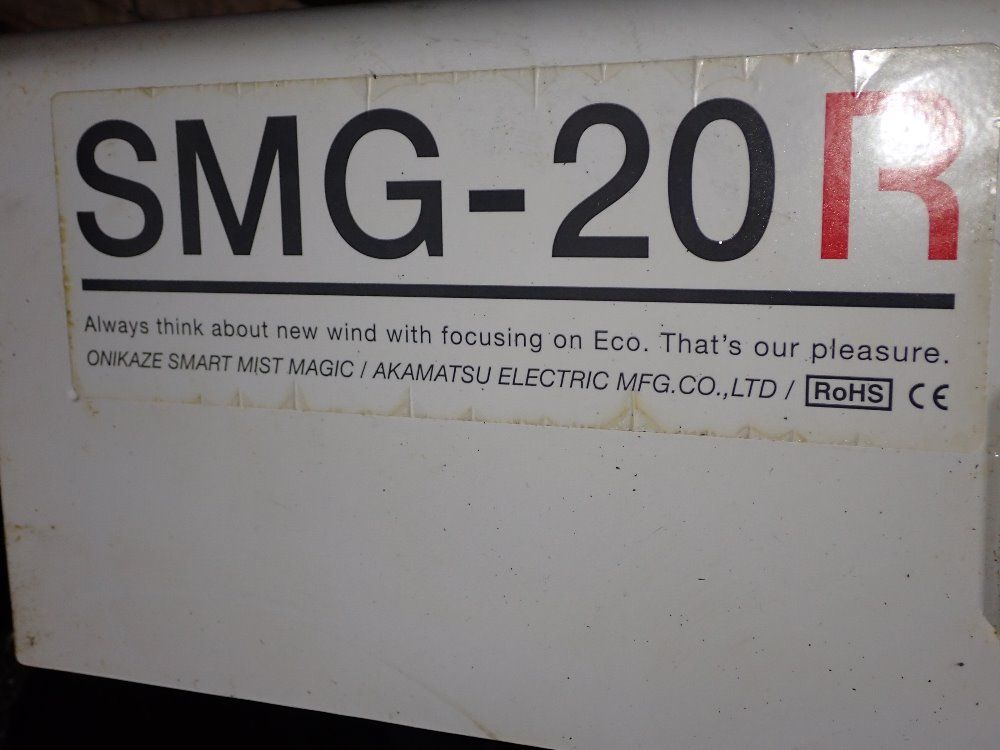 SMG-20R
Always think about new wind with focusing on Eco. That's our pleasure.
ONIKAZE SMART MIST MAGIC / AKAMATSU ELECTRIC MFG.CO.,LTD / RoHS CE